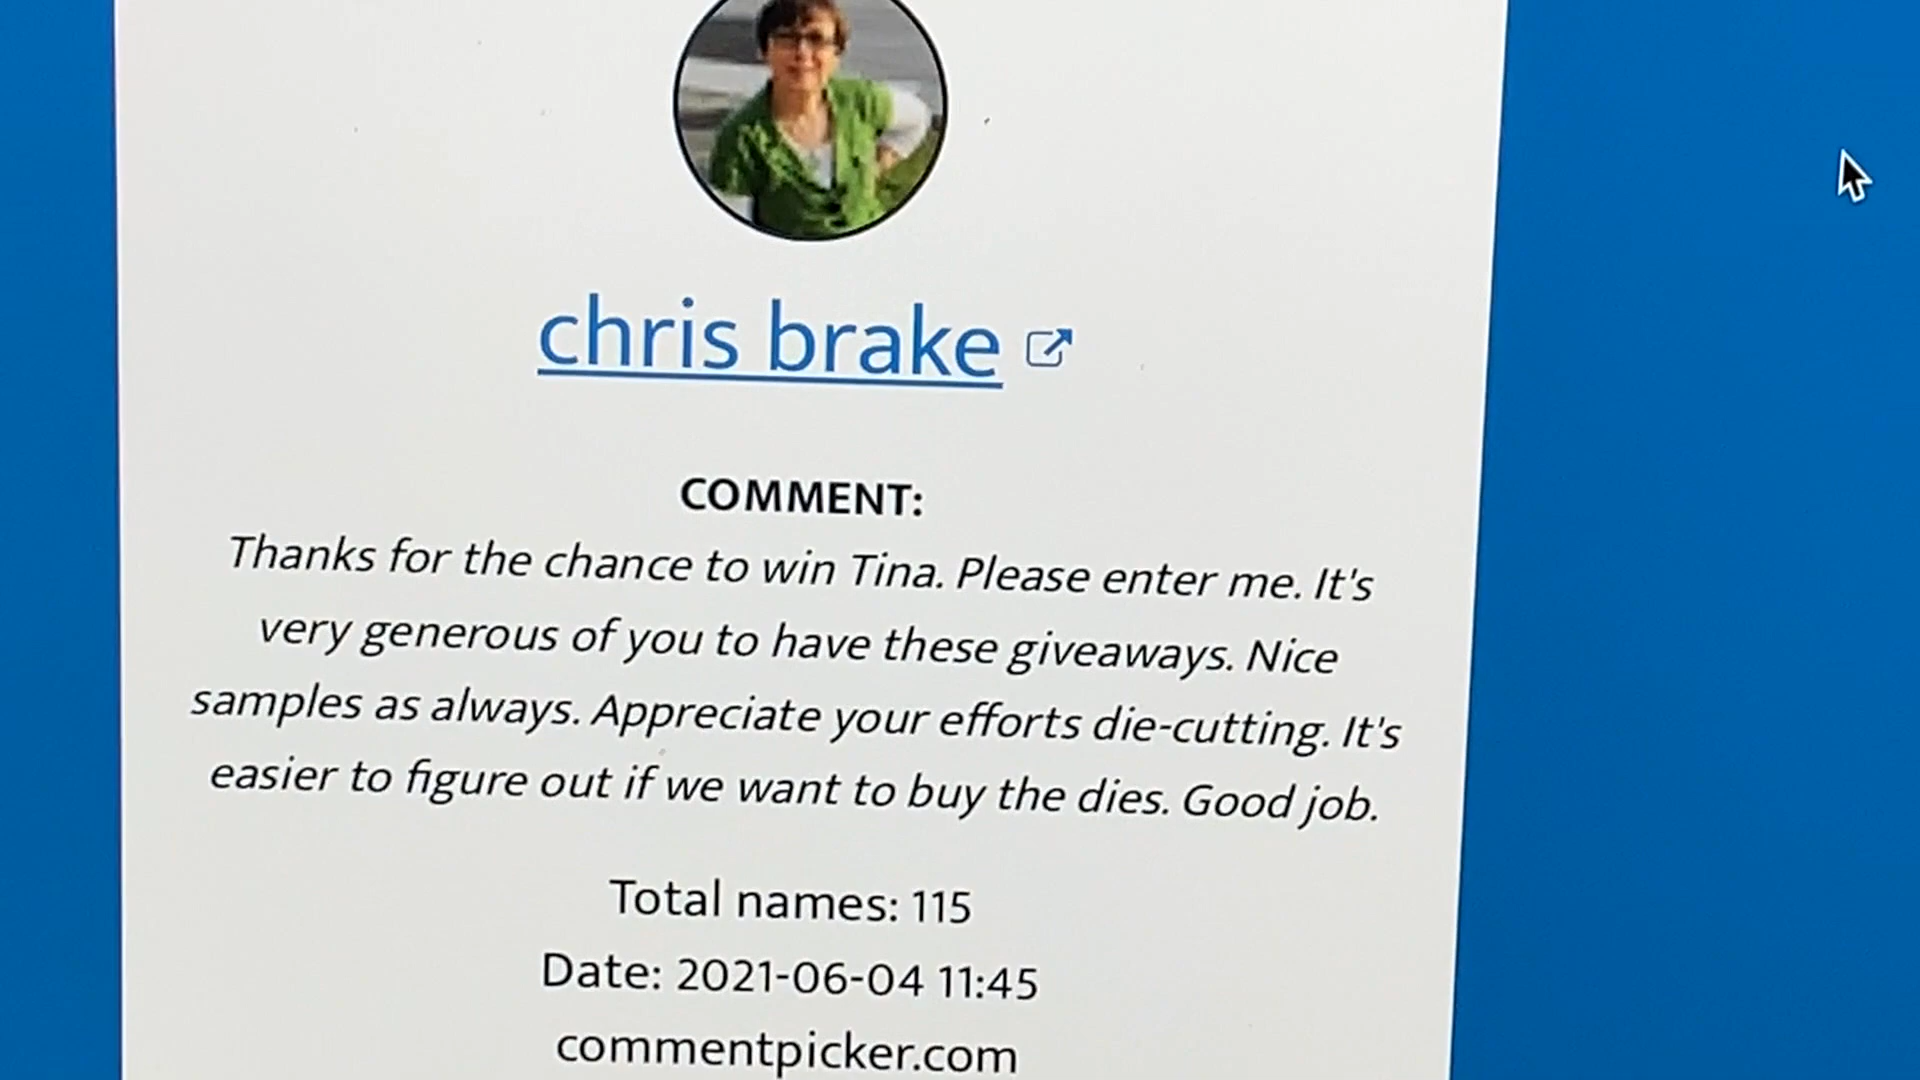 chris brake
COMMENT:
Thanks for the chance to win Tina. Please enter me. It's
very generous of you to have these giveaways. Nice
samples as always. Appreciate your efforts die-cutting. It's
easier to figure out if we want to buy the dies. Good job.
Total names: 115
Date: 2021-06-04 11:45
commentpicker.com